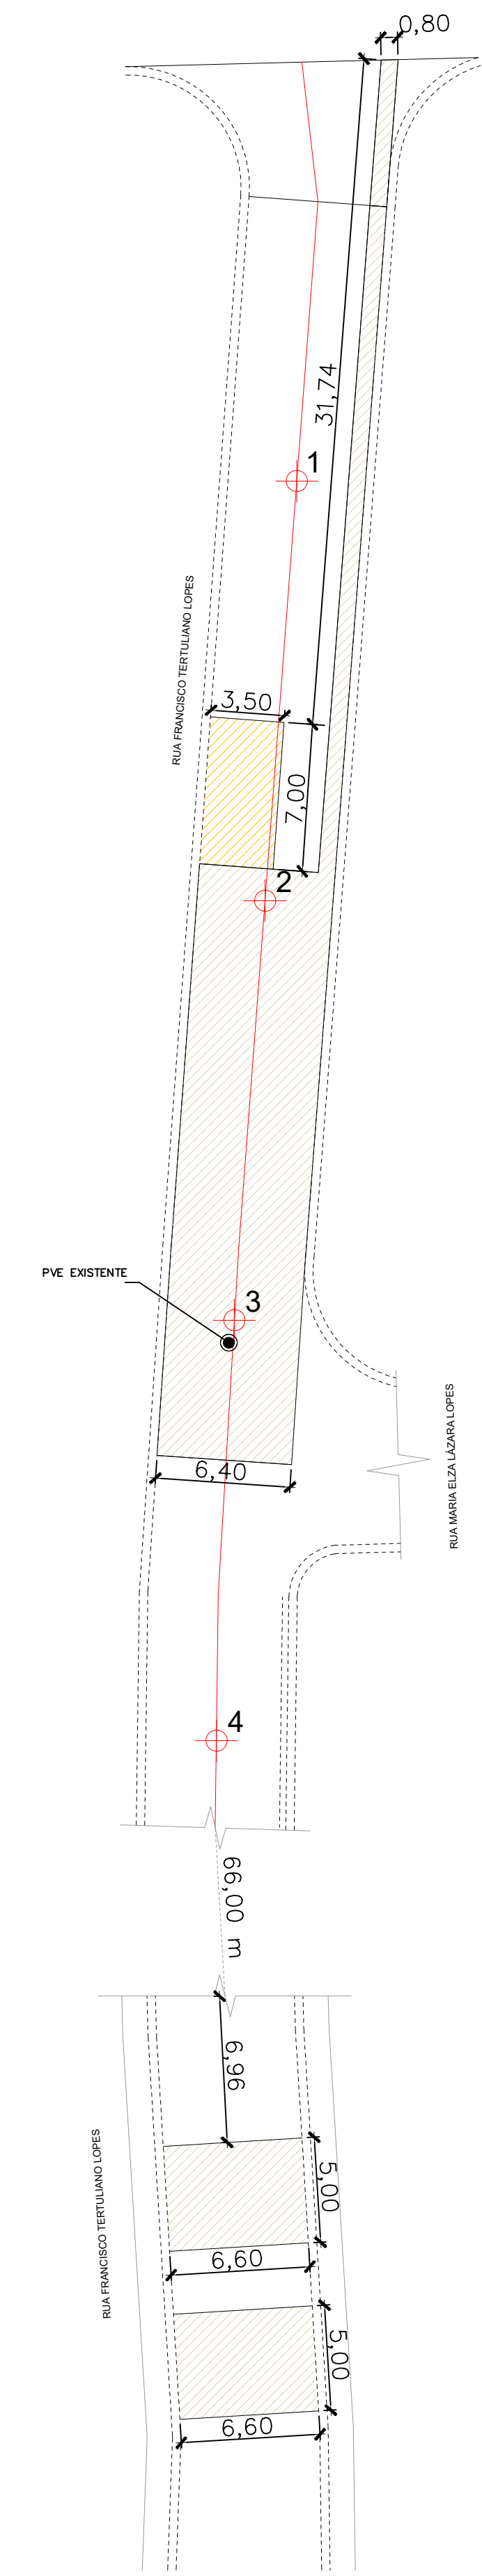 0,80
31,74
1
RUA FRANCISCO TERTULIANO LOPES
3,50
7,00
2
PVE EXISTENTE
3
RUA MARIA ELZA LÁZARA LOPES
6,40
4
66,00 m
6,96
RUA FRANCISCO TERTULIANO LOPES
5,00
6,60
5,00
6,60